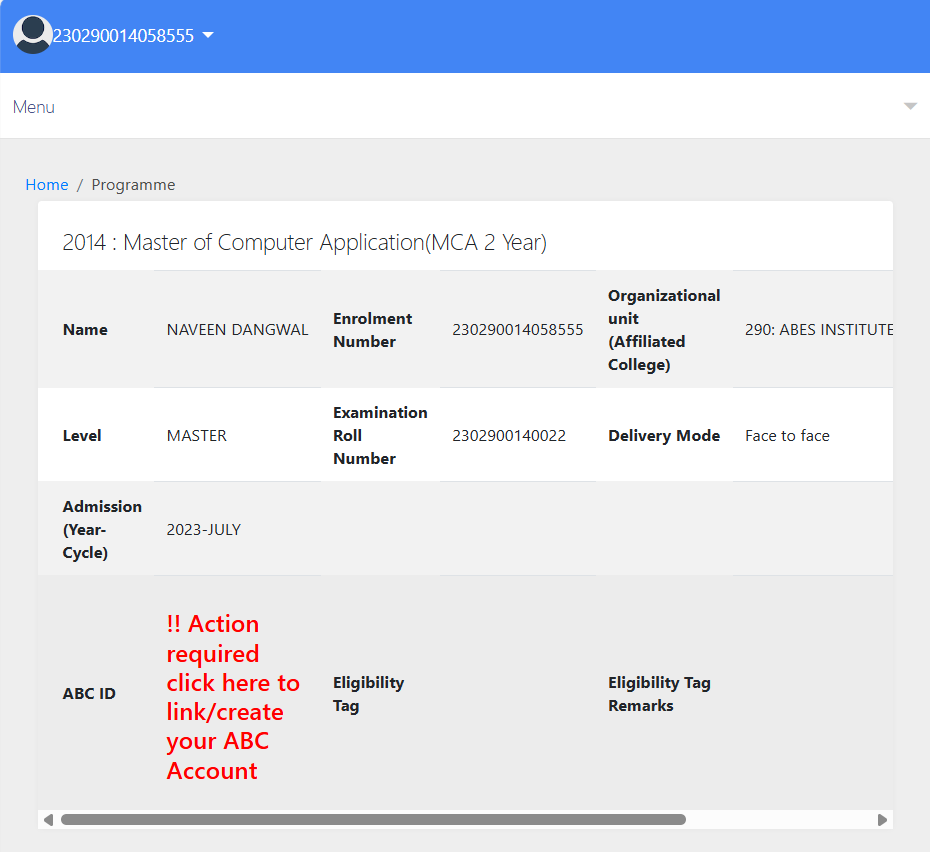 230290014058555
Menu
Home / Programme
2014 : Master of Computer Application(MCA 2 Year)
Name
NAVEEN DANGWAL
Enrolment
Number
230290014058555
Organizational
unit
(Affiliated
College)
290: ABES INSTITUTE
Level
MASTER
Examination
Roll
Number
2302900140022
Delivery Mode
Face to face
Admission
(Year-
Cycle)
2023-JULY
ABC ID
!! Action
required
click here to
link/create
your ABC
Account
Eligibility
Tag
Eligibility Tag
Remarks